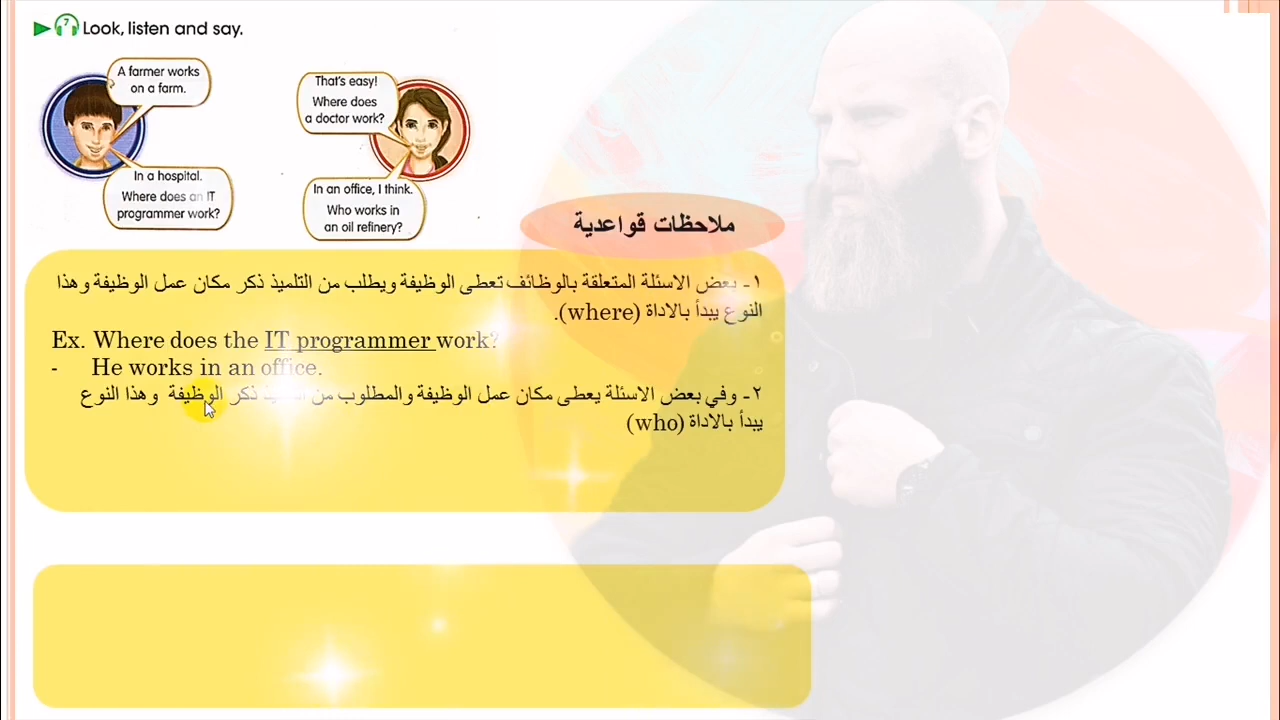 7 Look, listen and say.
A farmer works
on a farm.
That's easy!
Where does
a doctor work?
In a hospital.
Where does an IT
programmer work?
In an office, I think.
Who works in
an oil refinery?
ملاحظات قواعدية
١- بعض الاسئلة المتعلقة بالوظائف تعطى الوظيفة ويطلب من التلميذ ذكر مكان عمل الوظيفة وهذا
النوع يبدأ بالاداة (where).
Ex. Where does the IT programmer work?
- He works in an office.
٢- وفي بعض الاسئلة يعطى مكان عمل الوظيفة والمطلوب من التلميذ ذكر الوظيفة وهذا النوع
يبدأ بالاداة (who)